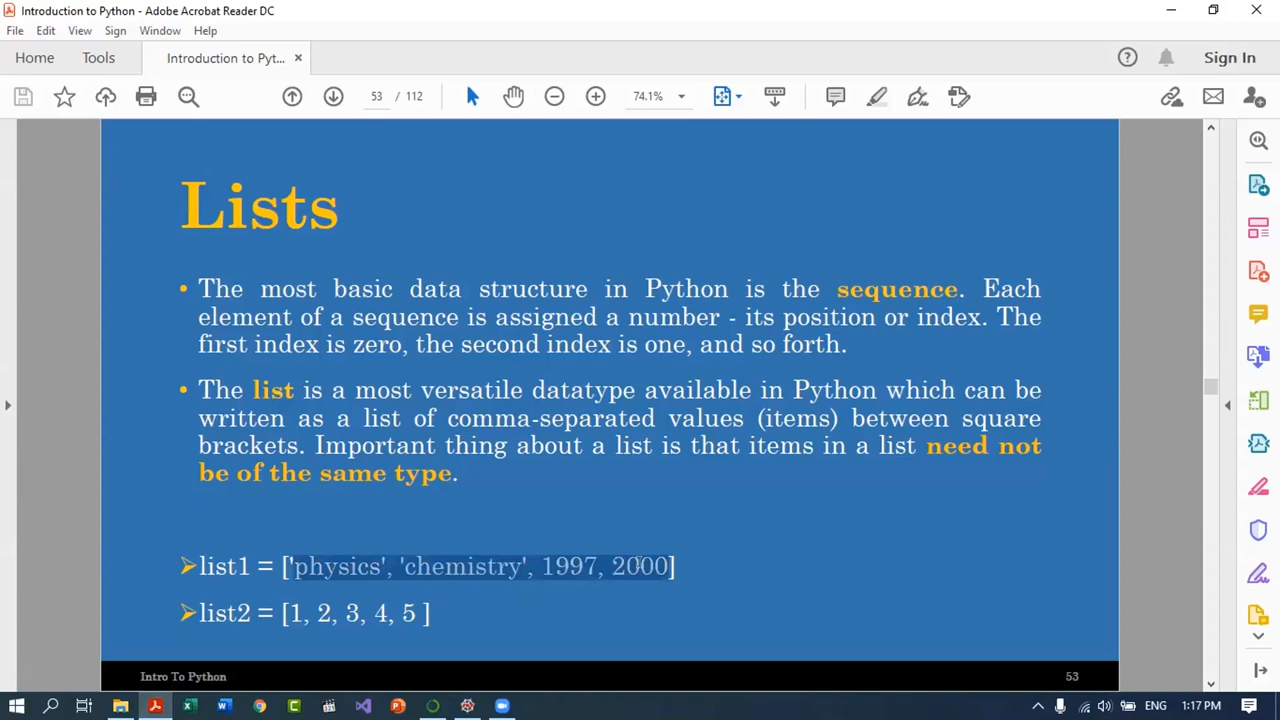 Introduction to Python - Adobe Acrobat Reader DC
File Edit View Sign Window Help
Home Tools Introduction to Pyt... × Sign In
53 / 112 74.1%
Lists
• The most basic data structure in Python is the sequence. Each
element of a sequence is assigned a number - its position or index. The
first index is zero, the second index is one, and so forth.
• The list is a most versatile datatype available in Python which can be
written as a list of comma-separated values (items) between square
brackets. Important thing about a list is that items in a list need not
be of the same type.
➢ list1 = ['physics', 'chemistry', 1997, 2000]
➢ list2 = [1, 2, 3, 4, 5 ]
Intro To Python 53
ENG 1:17 PM